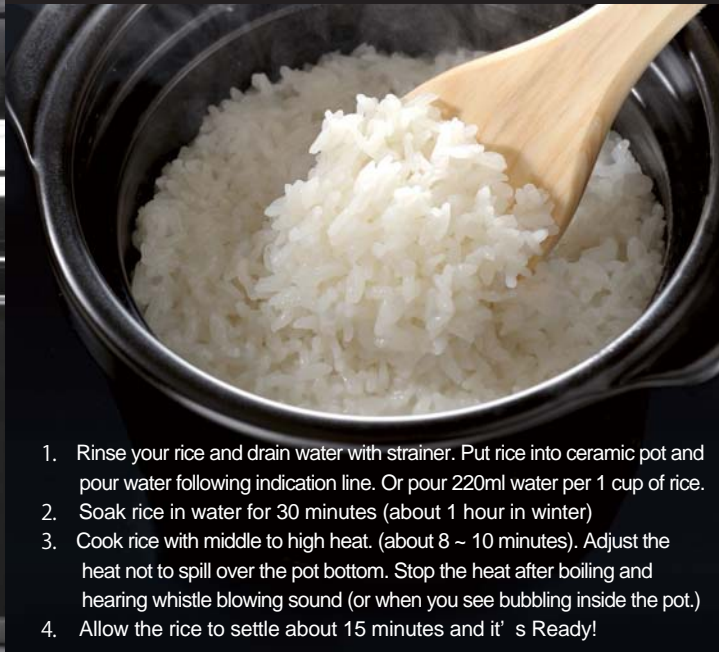 1. Rinse your rice and drain water with strainer. Put rice into ceramic pot and
pour water following indication line. Or pour 220ml water per 1 cup of rice.
2. Soak rice in water for 30 minutes (about 1 hour in winter)
3. Cook rice with middle to high heat. (about 8 ~ 10 minutes). Adjust the
heat not to spill over the pot bottom. Stop the heat after boiling and
hearing whistle blowing sound (or when you see bubbling inside the pot.)
4. Allow the rice to settle about 15 minutes and it’ s Ready!